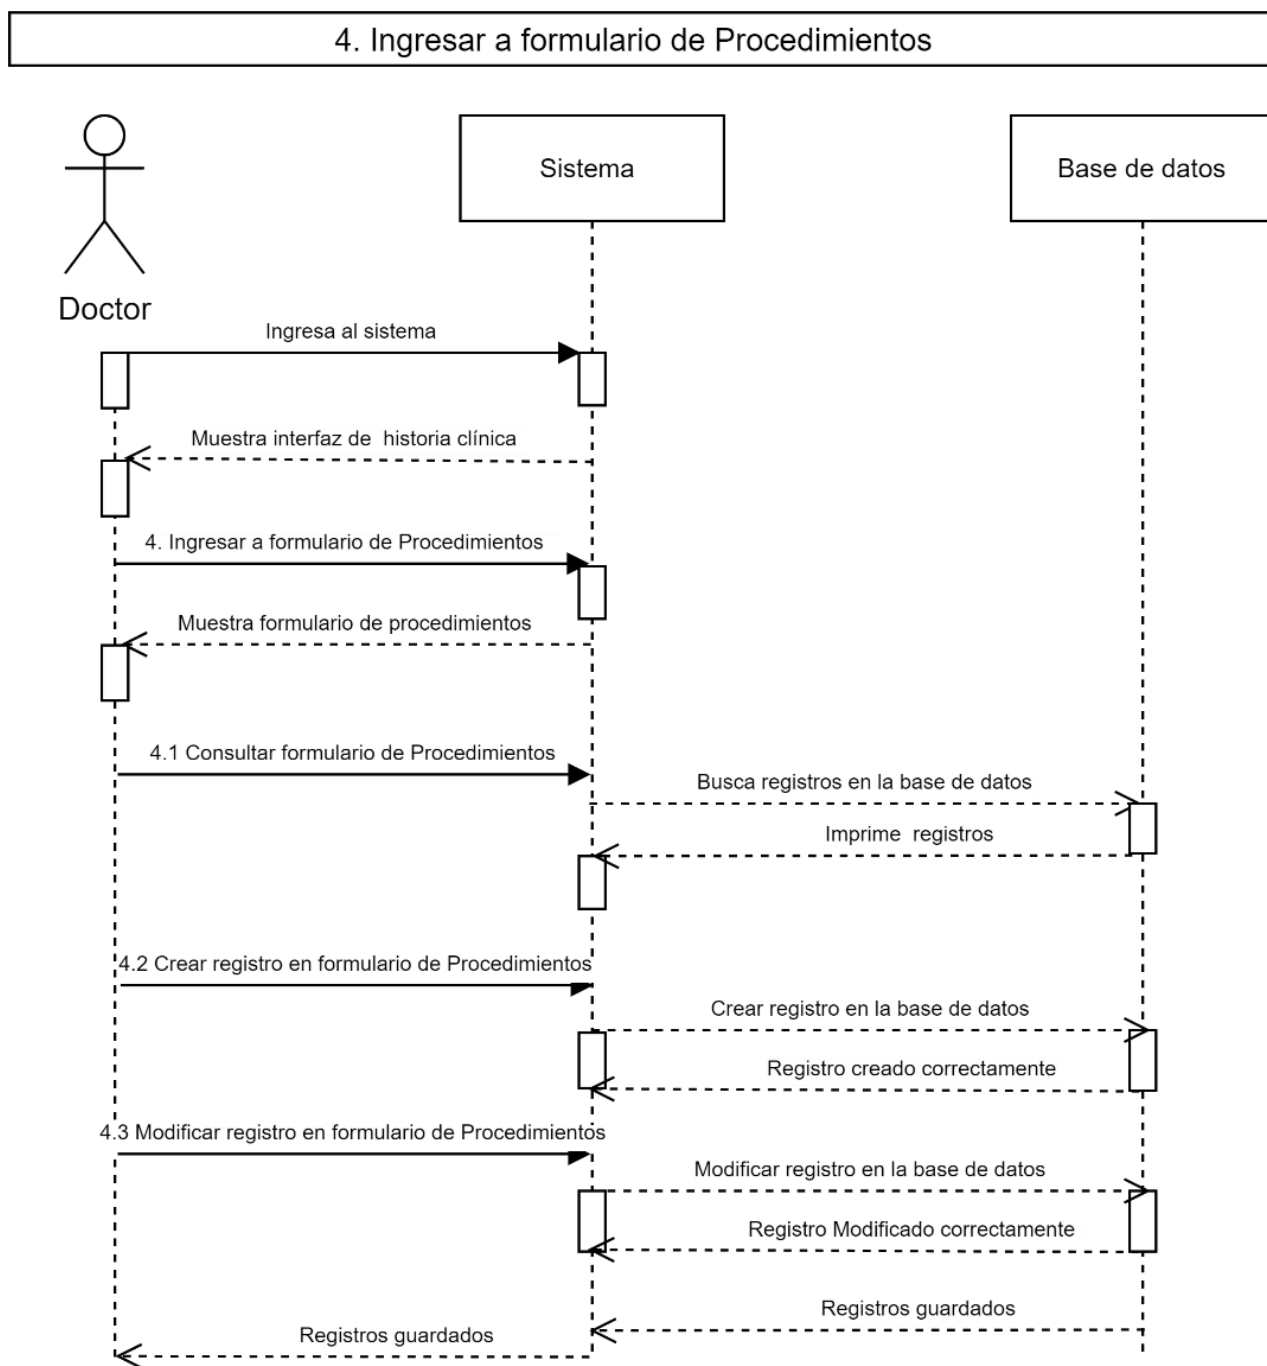 4. Ingresar a formulario de Procedimientos
Sistema
Base de datos
Doctor
Ingresa al sistema
Muestra interfaz de historia clínica
4. Ingresar a formulario de Procedimientos
Muestra formulario de procedimientos
4.1 Consultar formulario de Procedimientos
Busca registros en la base de datos
Imprime registros
4.2 Crear registro en formulario de Procedimientos
Crear registro en la base de datos
Registro creado correctamente
4.3 Modificar registro en formulario de Procedimientos
Modificar registro en la base de datos
Registro Modificado correctamente
Registros guardados
Registros guardados